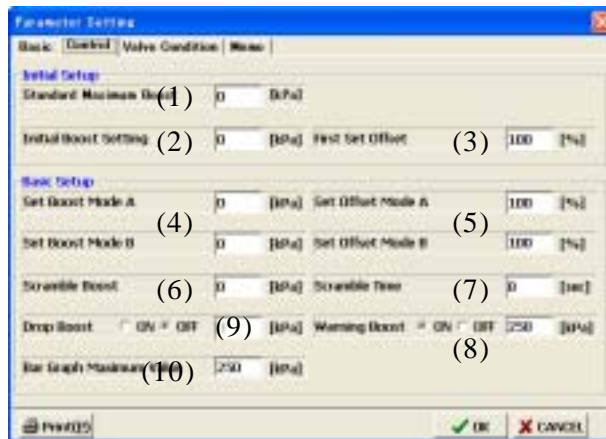 Parameter Setting
Basic Control Valve Condition Memo
Initial Setup
Standard Maximum Boost (1) 0 [kPa]
Initial Boost Setting (2) 0 [kPa] First Set Offset (3) 100 [%]
Basic Setup
Set Boost Mode A 0 [kPa] Set Offset Mode A 100 [%]
(4) (5)
Set Boost Mode B 0 [kPa] Set Offset Mode B 100 [%]
Scramble Boost (6) 0 [kPa] Scramble Time (7) 0 [sec]
Drop Boost ON OFF (9) [kPa] Warning Boost ON OFF 250 [kPa]
(8)
Bar Graph Maximum Value (10) 250 [kPa]
Print(P) OK CANCEL